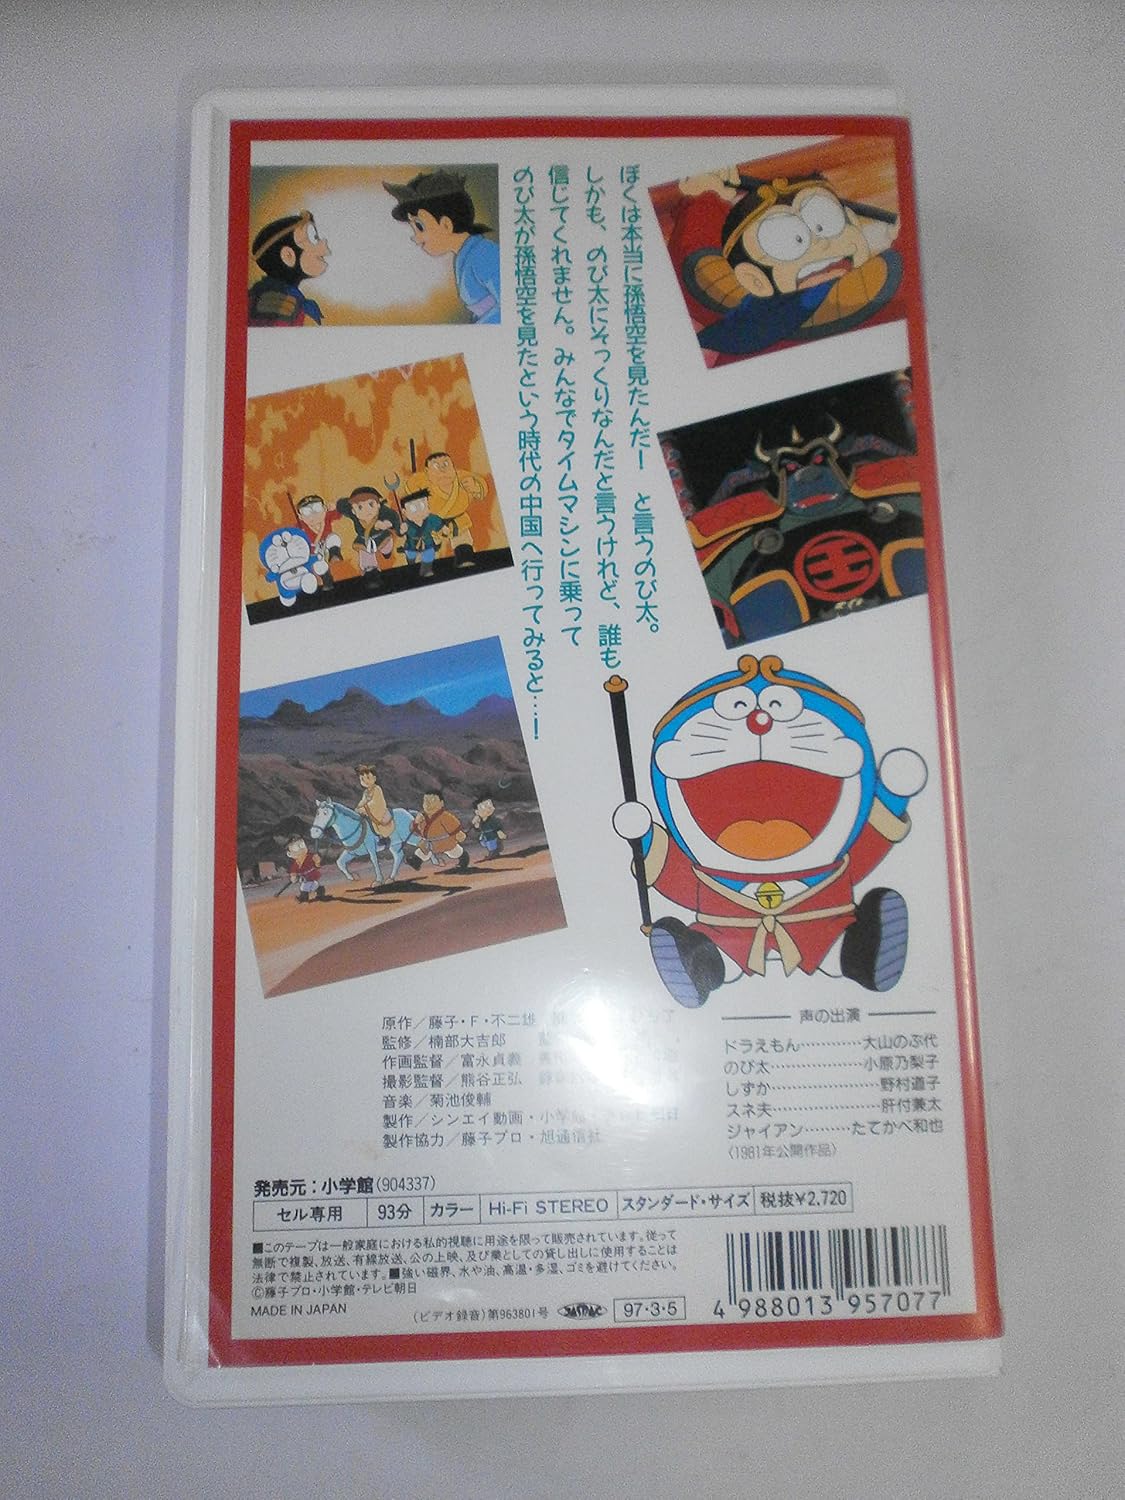 ぼくは本当に孫悟空を見たんだ! と言うのび太。
しかも、のび太にそっくりなんだと言うけれど、誰も
信じてくれません。みんなでタイムマシンに乗って
のび太が孫悟空を見たという時代の中国へ行ってみると…!
王
原作/藤子・F・不二雄
監修/楠部大吉郎
作画監督/富永貞義
撮影監督/熊谷正弘
音楽/菊池俊輔
製作/シンエイ動画・小学館・テレビ朝日
製作協力/藤子プロ・旭通信社
声の出演
ドラえもん…………大山のぶ代
のび太………………小原乃梨子
しずか………………野村道子
スネ夫………………肝付兼太
ジャイアン………たてかべ和也
〈1981年公開作品〉
発売元:小学館(904337)
セル専用 93分 カラー Hi-Fi STEREO スタンダード・サイズ 税抜¥2,720
■このテープは一般家庭における私的視聴に用途を限って販売されています。従って
無断で複製、放送、有線放送、公の上映、及び業としての貸し出しに使用することは
法律で禁止されています。■強い磁界、水や油、高温・多湿、ゴミを避けてください。
©藤子プロ・小学館・テレビ朝日
MADE IN JAPAN
(ビデオ録音)第963801号 JASRAC 97・3・5
4 988013 957077